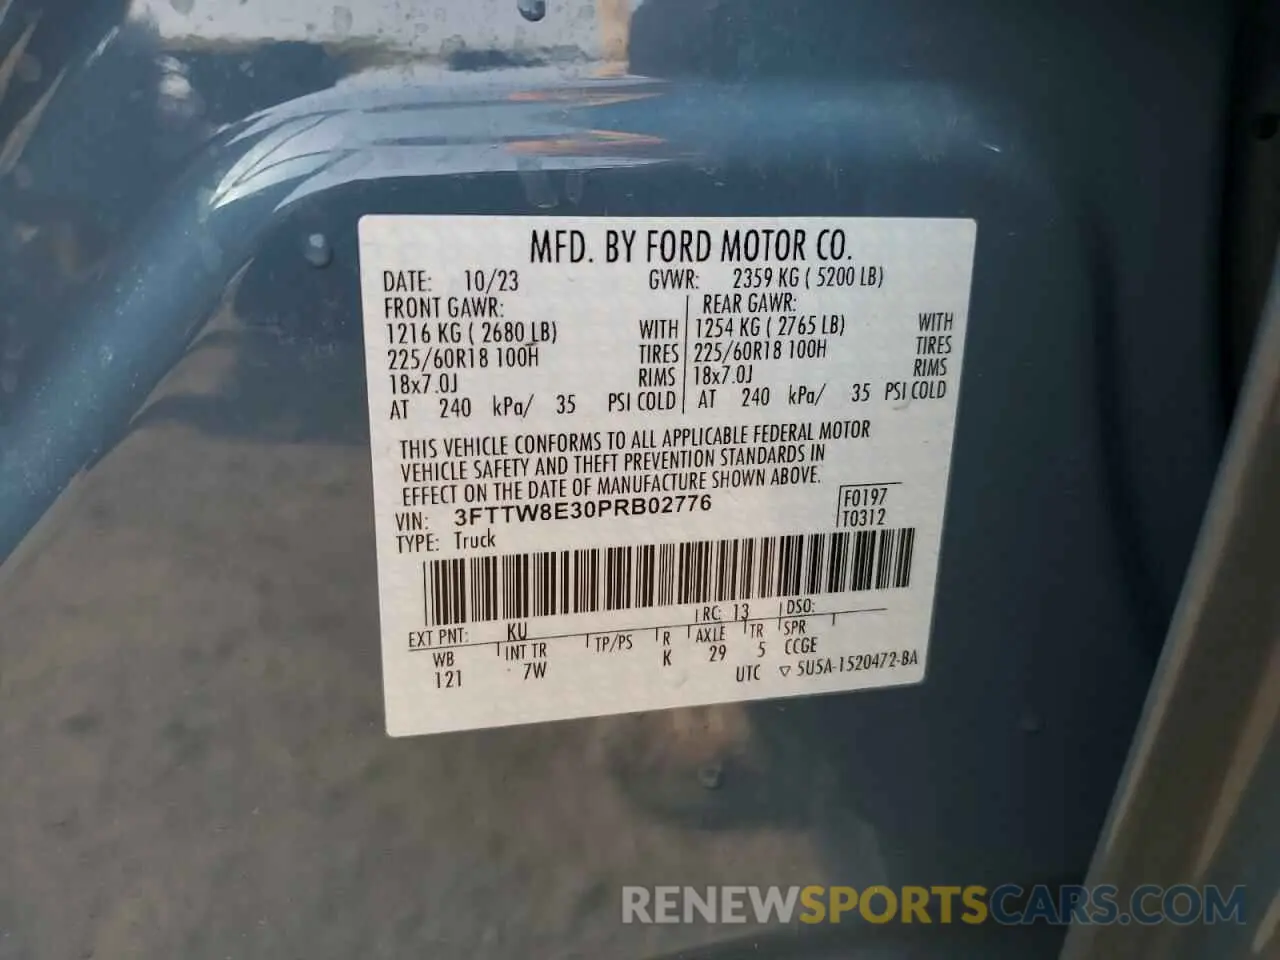 MFD. BY FORD MOTOR CO.
DATE: 10/23 GVWR: 2359 KG ( 5200 LB)
FRONT GAWR: REAR GAWR:
1216 KG ( 2680 LB) WITH 1254 KG ( 2765 LB) WITH
225/60R18 100H TIRES 225/60R18 100H TIRES
18x7.0J RIMS 18x7.0J RIMS
AT 240 kPa/ 35 PSI COLD AT 240 kPa/ 35 PSI COLD
THIS VEHICLE CONFORMS TO ALL APPLICABLE FEDERAL MOTOR
VEHICLE SAFETY AND THEFT PREVENTION STANDARDS IN
EFFECT ON THE DATE OF MANUFACTURE SHOWN ABOVE.
VIN: 3FTTW8E30PRB02776 F0197
TYPE: Truck T0312
EXT PNT: KU RC: 13 DSO:
WB INT TR TP/PS R AXLE TR SPR
121 7W K 29 5 CCGE
UTC ▽ 5U5A-1520472-BA
RENEWSPORTSCARS.COM